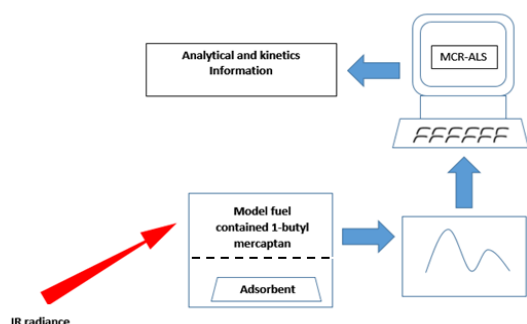 Analytical and kinetics
Information
MCR-ALS
Model fuel
contained 1-butyl
mercaptan
Adsorbent
IR radiance